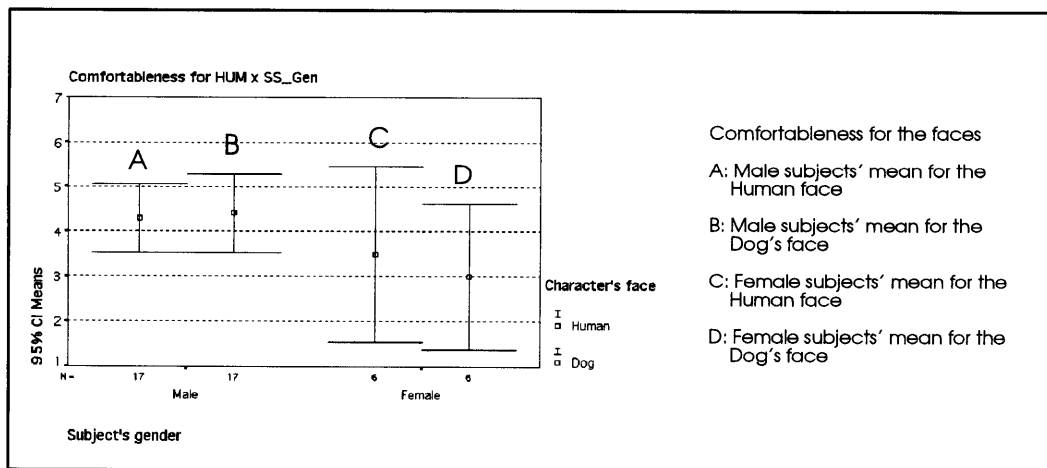 Comfortableness for HUM x SS_Gen
7
6
5
4
3
2
1
95% CI Means
A
B
C
D
N =
17
17
6
6
Male
Female
Subject's gender
Character's face
Human
Dog
Comfortableness for the faces
A: Male subjects' mean for the
Human face
B: Male subjects' mean for the
Dog's face
C: Female subjects' mean for the
Human face
D: Female subjects' mean for the
Dog's face